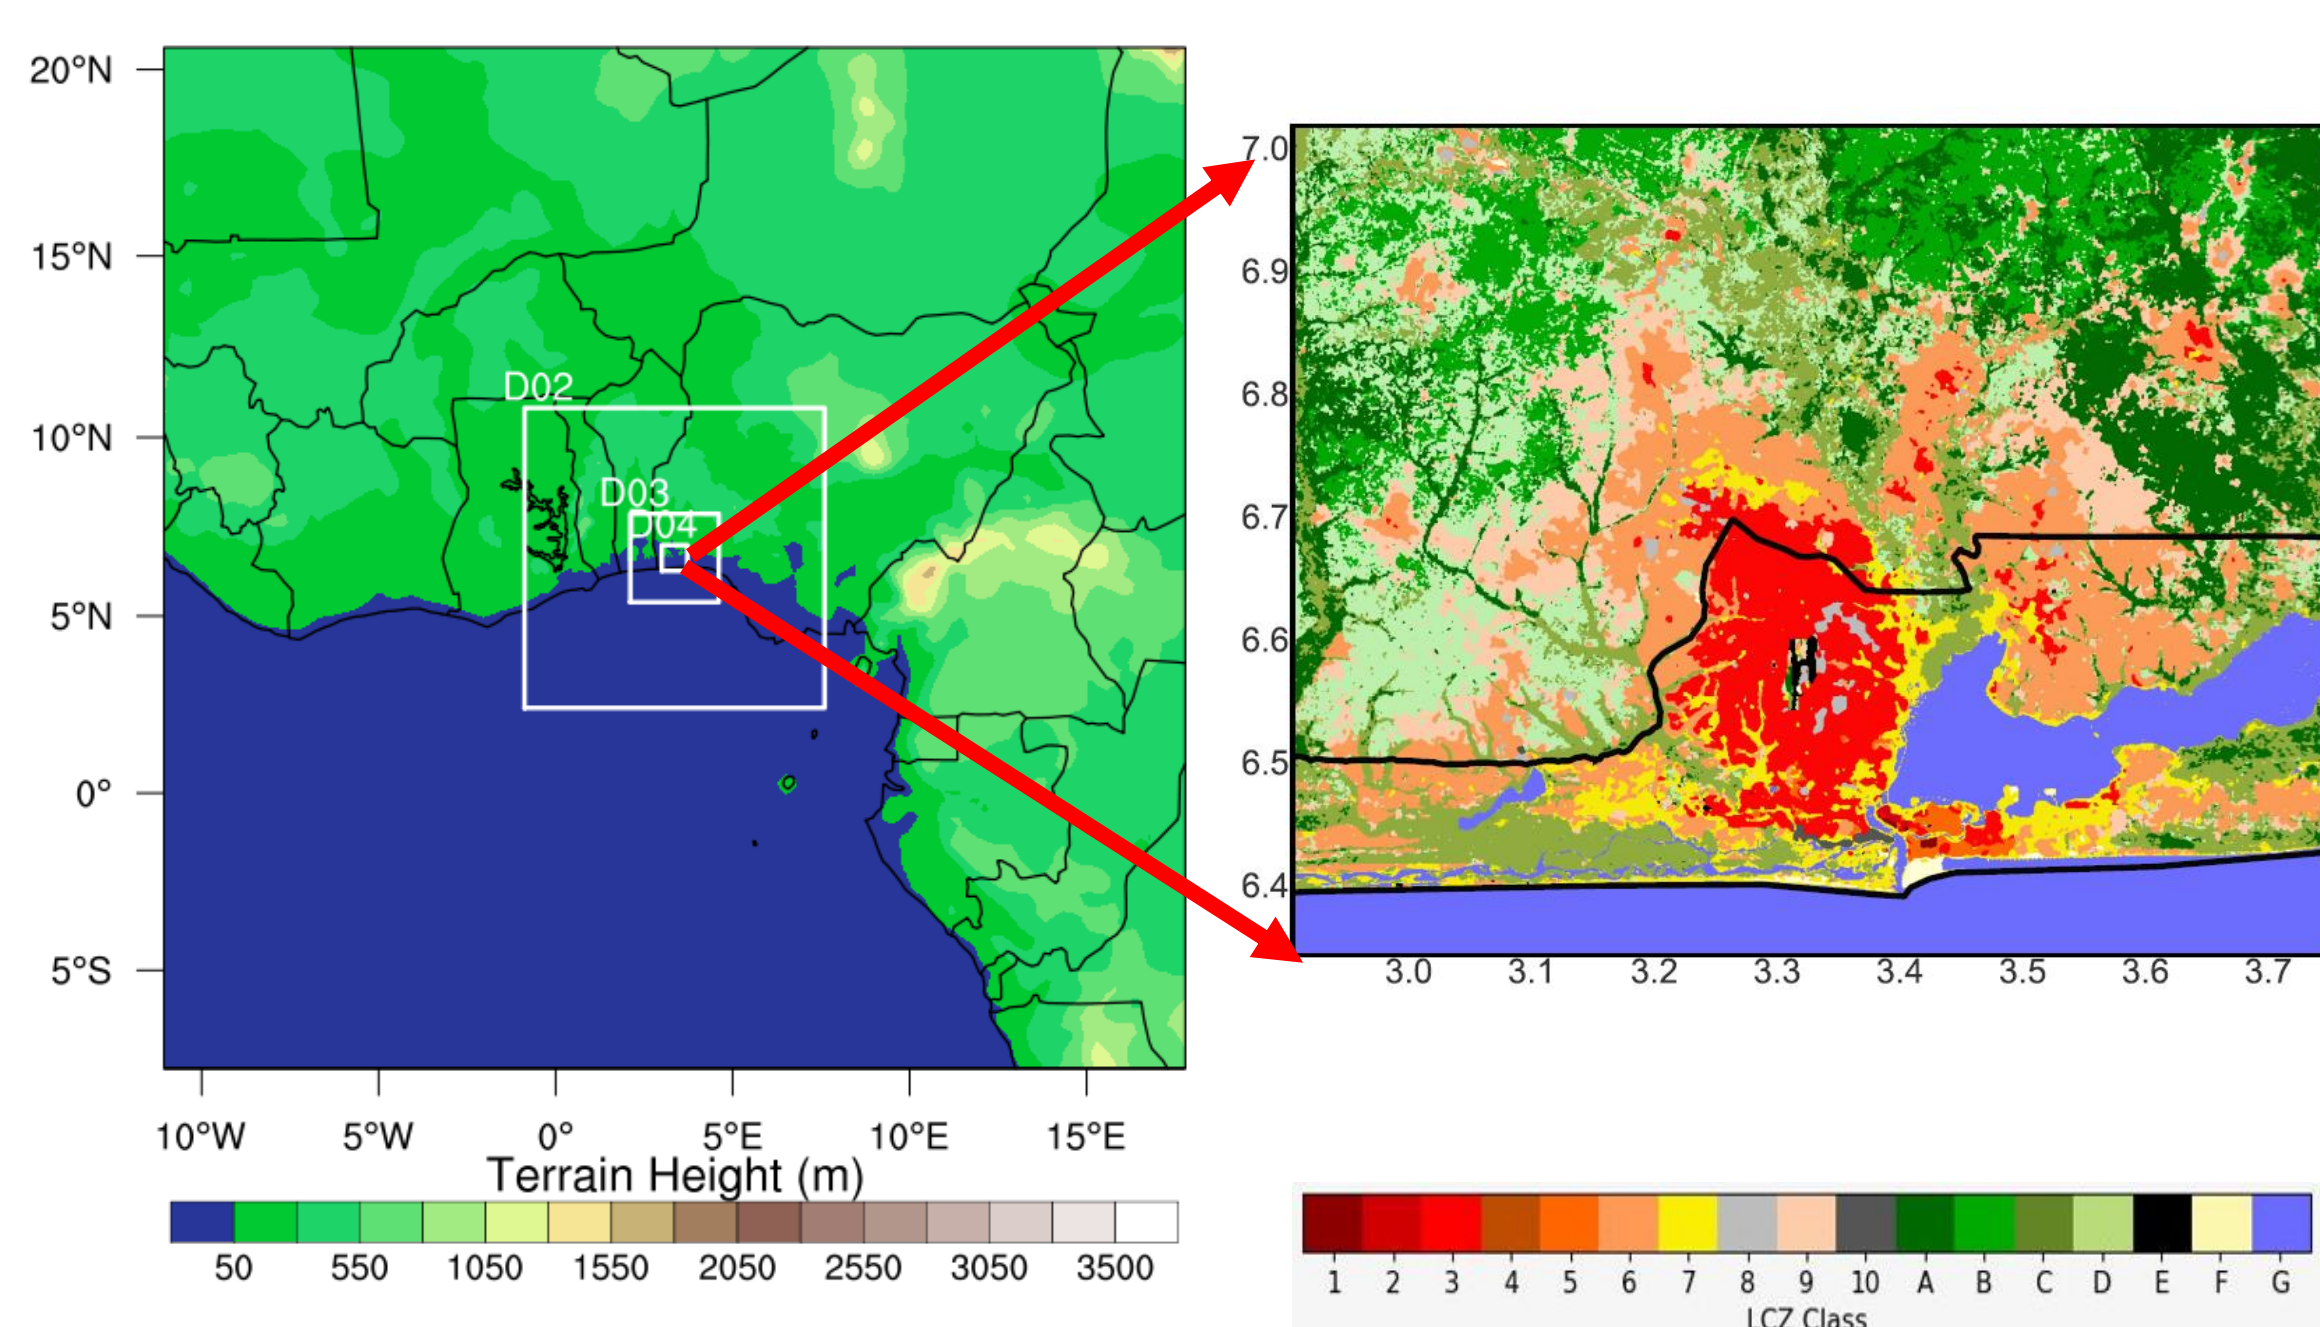 20°N
15°N
10°N
5°N
0°
5°S
D02
D03
D04
10°W 5°W 0° 5°E 10°E 15°E
Terrain Height (m)
50 550 1050 1550 2050 2550 3050 3500
7.0
6.9
6.8
6.7
6.6
6.5
6.4
3.0 3.1 3.2 3.3 3.4 3.5 3.6 3.7
1 2 3 4 5 6 7 8 9 10 A B C D E F G
LCZ Class